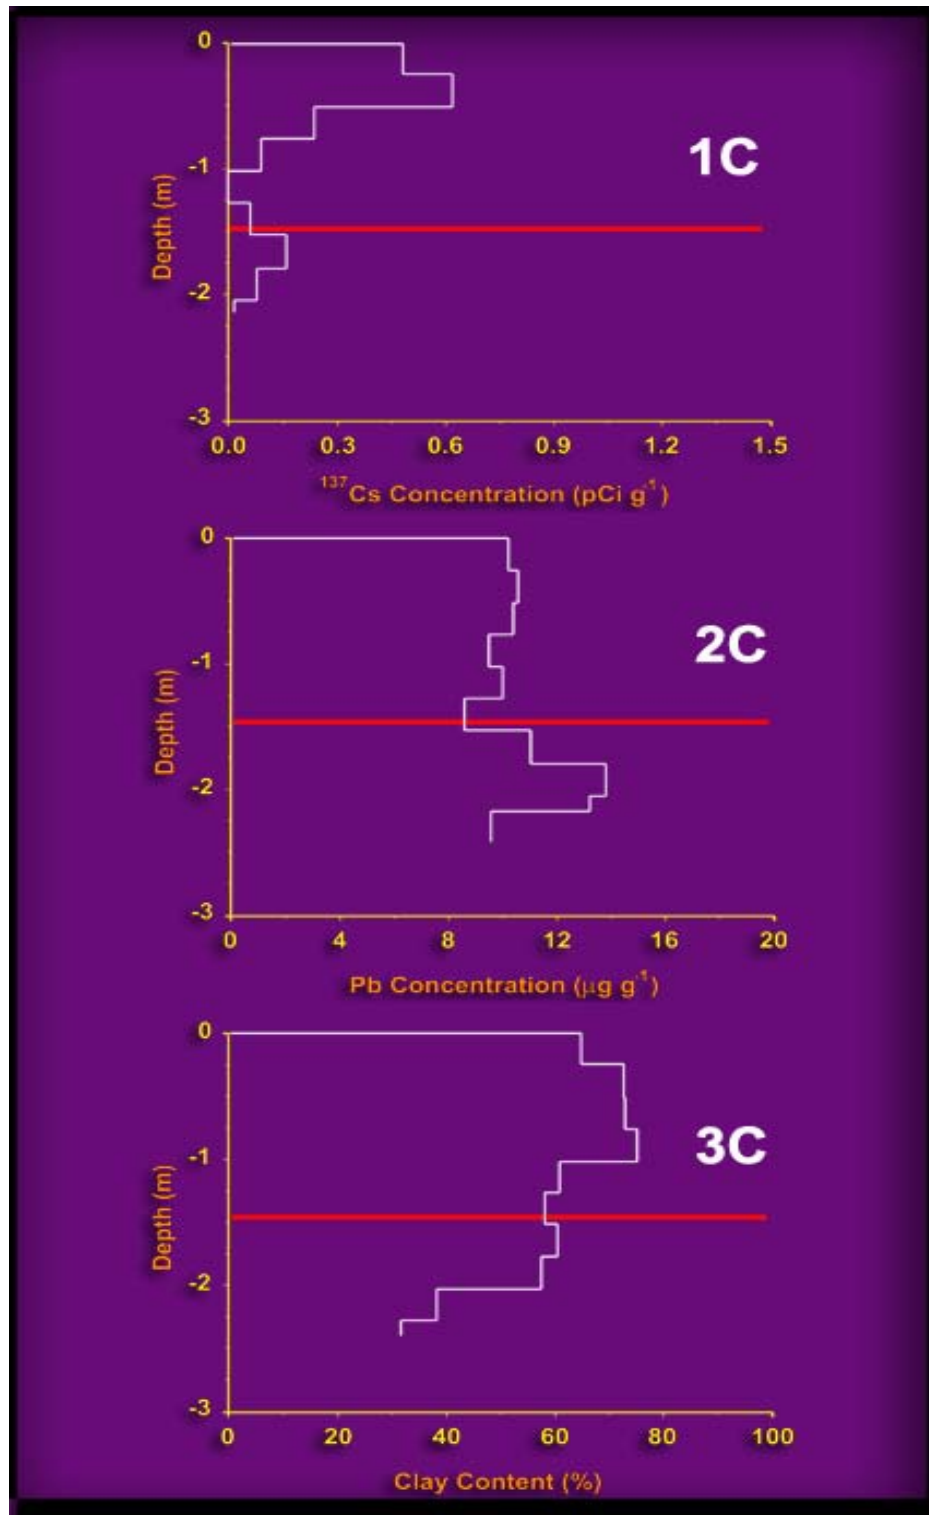 0
1C
-1
Depth (m)
-2
-3
0.0 0.3 0.6 0.9 1.2 1.5
¹³⁷Cs Concentration (pCi g⁻¹)
0
2C
-1
Depth (m)
-2
-3
0 4 8 12 16 20
Pb Concentration (µg g⁻¹)
0
3C
-1
Depth (m)
-2
-3
0 20 40 60 80 100
Clay Content (%)